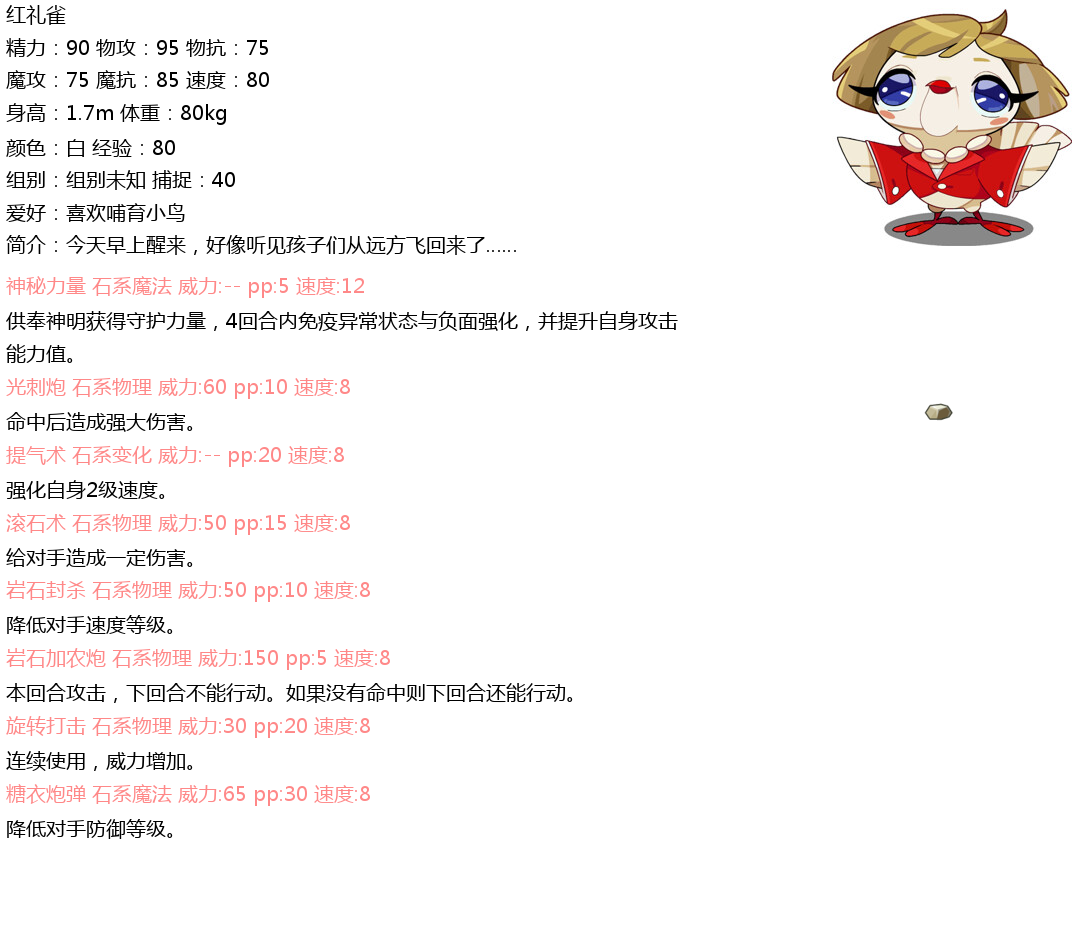 红礼雀
精力：90 物攻：95 物抗：75
魔攻：75 魔抗：85 速度：80
身高：1.7m 体重：80kg
颜色：白 经验：80
组别：组别未知 捕捉：40
爱好：喜欢哺育小鸟
简介：今天早上醒来，好像听见孩子们从远方飞回来了……
神秘力量 石系魔法 威力:-- pp:5 速度:12
供奉神明获得守护力量，4回合内免疫异常状态与负面强化，并提升自身攻击
能力值。
光刺炮 石系物理 威力:60 pp:10 速度:8
命中后造成强大伤害。
提气术 石系变化 威力:-- pp:20 速度:8
强化自身2级速度。
滚石术 石系物理 威力:50 pp:15 速度:8
给对手造成一定伤害。
岩石封杀 石系物理 威力:50 pp:10 速度:8
降低对手速度等级。
岩石加农炮 石系物理 威力:150 pp:5 速度:8
本回合攻击，下回合不能行动。如果没有命中则下回合还能行动。
旋转打击 石系物理 威力:30 pp:20 速度:8
连续使用，威力增加。
糖衣炮弹 石系魔法 威力:65 pp:30 速度:8
降低对手防御等级。